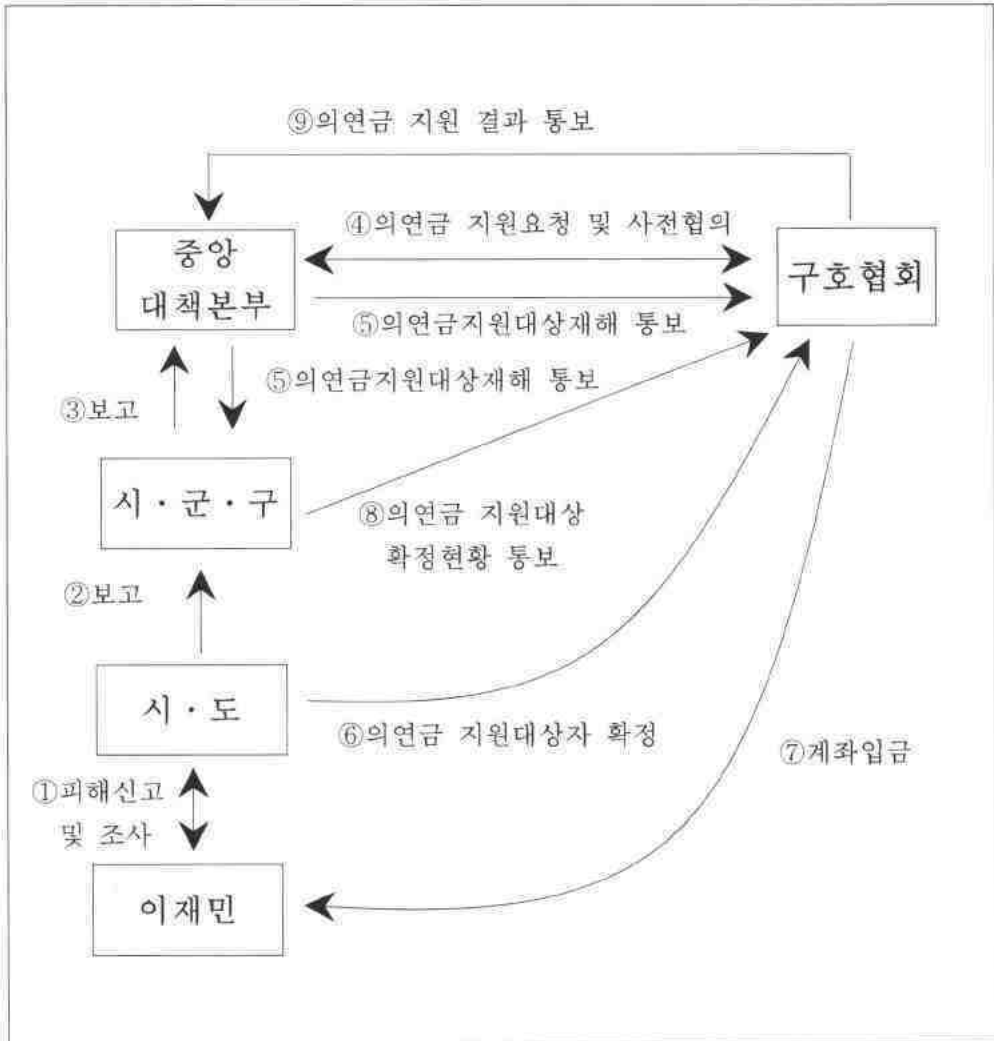 ⑨의연금 지원 결과 통보
④의연금 지원요청 및 사전협의
중앙
대책본부
구호협회
⑤의연금지원대상재해 통보
⑤의연금지원대상재해 통보
③보고
시·군·구
⑧의연금 지원대상
확정현황 통보
②보고
시·도
⑥의연금 지원대상자 확정
⑦계좌입금
①피해신고
및 조사
이재민